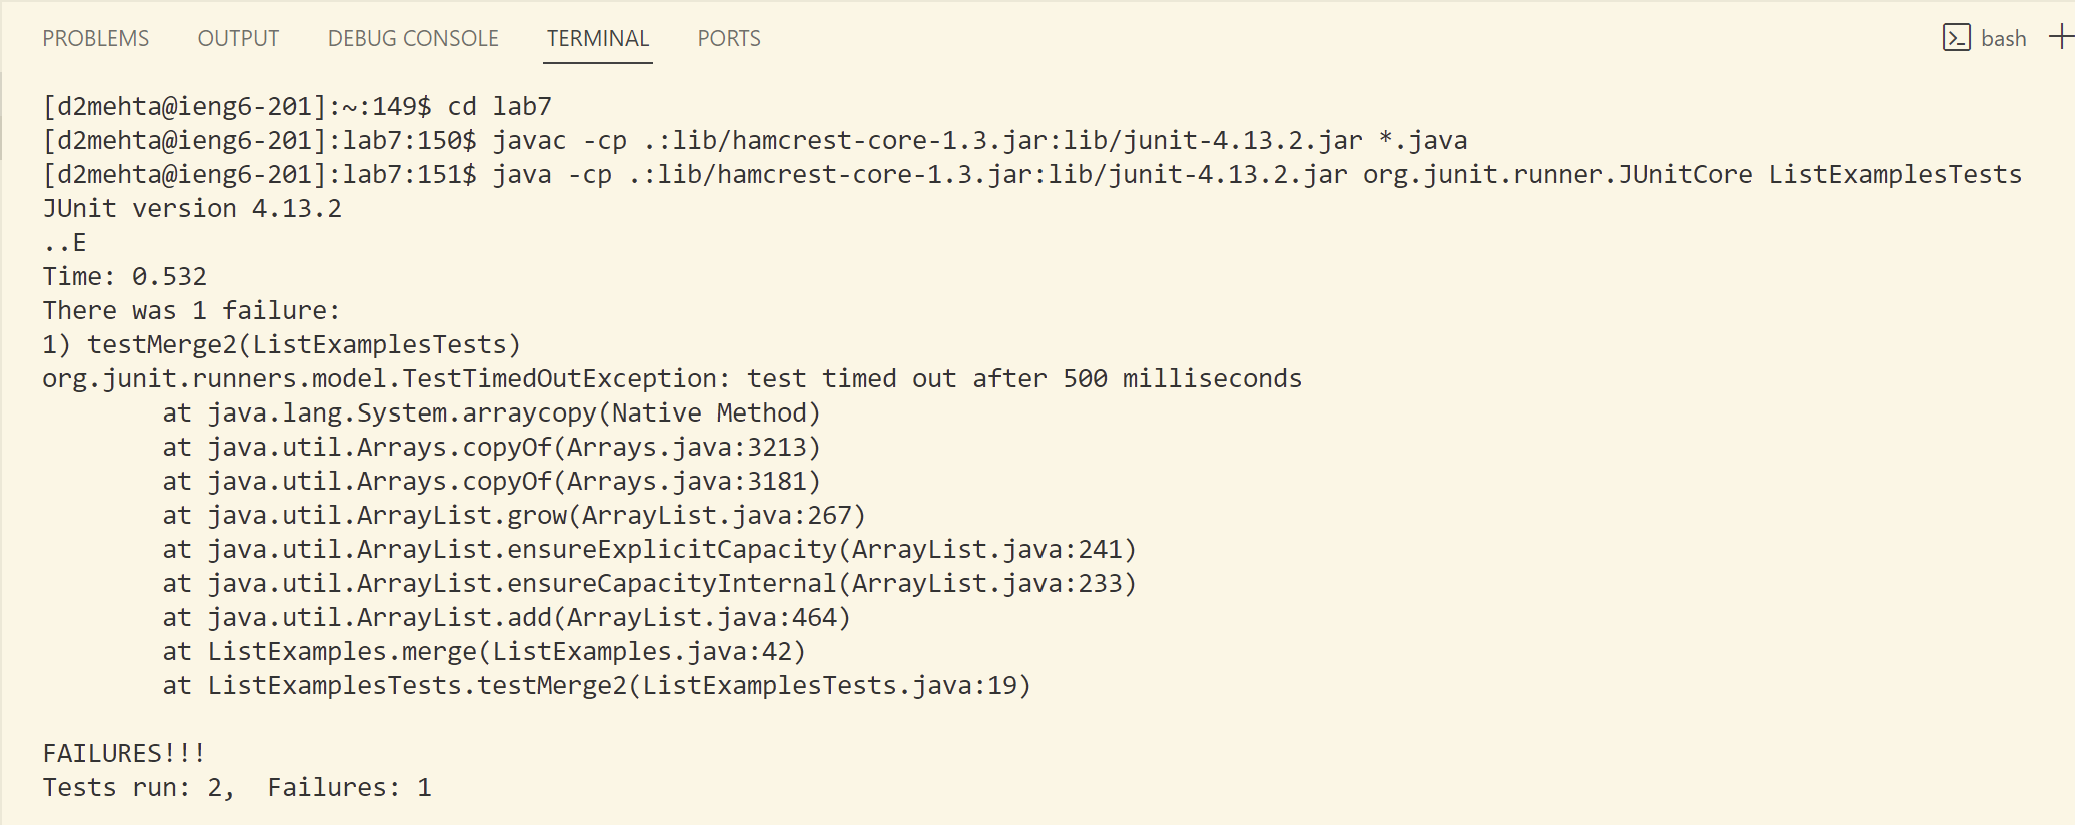 PROBLEMS OUTPUT DEBUG CONSOLE TERMINAL PORTS bash
[d2mehta@ieng6-201]:~:149$ cd lab7
[d2mehta@ieng6-201]:lab7:150$ javac -cp .:lib/hamcrest-core-1.3.jar:lib/junit-4.13.2.jar *.java
[d2mehta@ieng6-201]:lab7:151$ java -cp .:lib/hamcrest-core-1.3.jar:lib/junit-4.13.2.jar org.junit.runner.JUnitCore ListExamplesTests
JUnit version 4.13.2
..E
Time: 0.532
There was 1 failure:
1) testMerge2(ListExamplesTests)
org.junit.runners.model.TestTimedOutException: test timed out after 500 milliseconds
        at java.lang.System.arraycopy(Native Method)
        at java.util.Arrays.copyOf(Arrays.java:3213)
        at java.util.Arrays.copyOf(Arrays.java:3181)
        at java.util.ArrayList.grow(ArrayList.java:267)
        at java.util.ArrayList.ensureExplicitCapacity(ArrayList.java:241)
        at java.util.ArrayList.ensureCapacityInternal(ArrayList.java:233)
        at java.util.ArrayList.add(ArrayList.java:464)
        at ListExamples.merge(ListExamples.java:42)
        at ListExamplesTests.testMerge2(ListExamplesTests.java:19)

FAILURES!!!
Tests run: 2,  Failures: 1